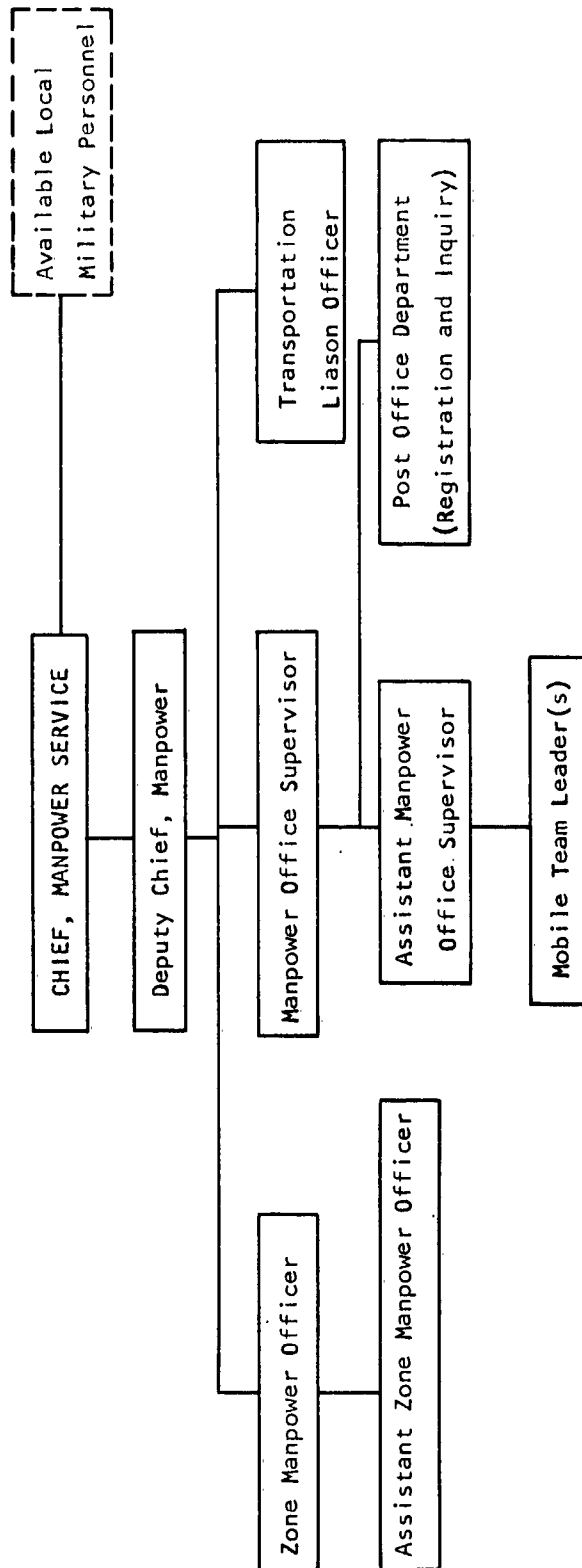 Available Local
Military Personnel
CHIEF, MANPOWER SERVICE
Deputy Chief, Manpower
Zone Manpower Officer
Manpower Office Supervisor
Transportation
Liason Officer
Assistant Zone Manpower Officer
Assistant Manpower
Office Supervisor
Post Office Department
(Registration and Inquiry)
Mobile Team Leader(s)